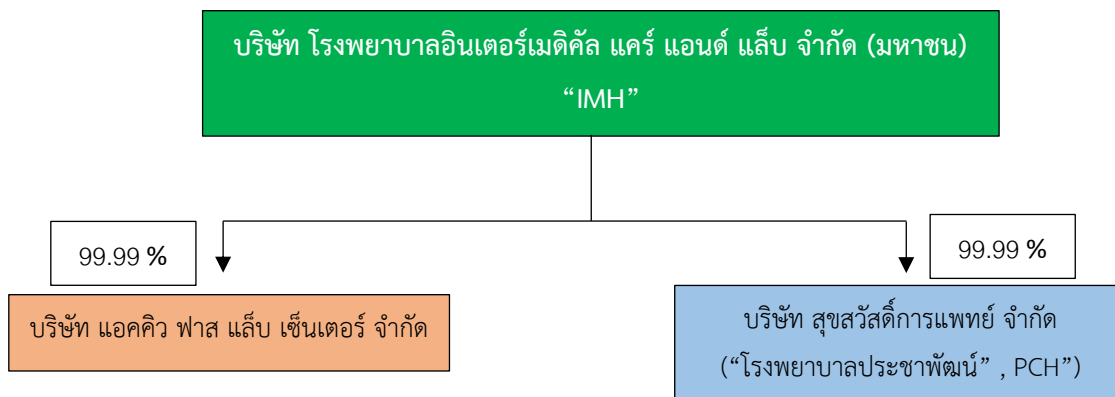 บริษัท โรงพยาบาลอินเตอร์เมดิคัล แคร์ แอนด์ แล็บ จำกัด (มหาชน)
“IMH”
99.99 %
99.99 %
บริษัท แอคคิว ฟาส แล็บ เซ็นเตอร์ จำกัด
บริษัท สุขสวัสดิ์การแพทย์ จำกัด
(“โรงพยาบาลประชาพัฒน์” , PCH”)